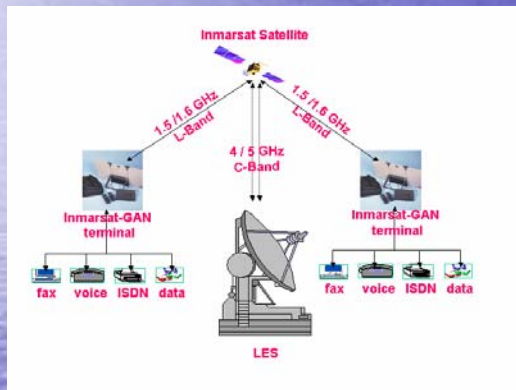 Inmarsat Satellite
1.5 /1.6 GHz
L-Band
1.5 /1.6 GHz
L-Band
4 / 5 GHz
C-Band
Inmarsat-GAN
terminal
Inmarsat-GAN
terminal
fax voice ISDN data
fax voice ISDN data
LES